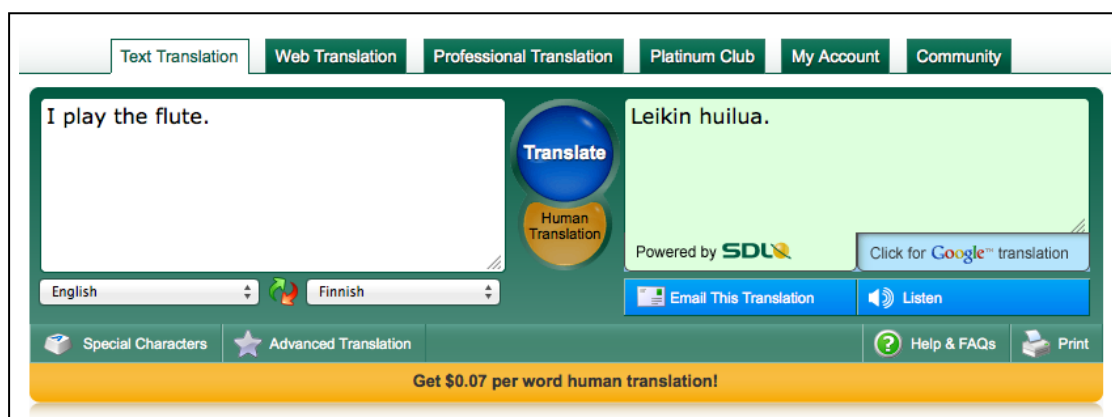 Text Translation Web Translation Professional Translation Platinum Club My Account Community
I play the flute.
Translate
Human
Translation
Leikin huilua.
Powered by SDL
Click for Google™ translation
English Finnish
Email This Translation Listen
Special Characters Advanced Translation Help & FAQs Print
Get $0.07 per word human translation!